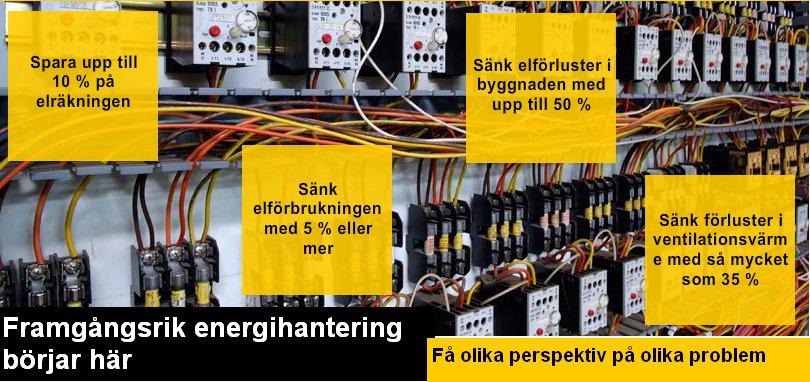 Spara upp till
10 % på
elräkningen
Sänk elförluster i
byggnaden med
upp till 50 %
Sänk
elförbrukningen
med 5 % eller
mer
Sänk förluster i
ventilationsvärm
e med så mycket
som 35 %
Framgångsrik energihantering
börjar här
Få olika perspektiv på olika problem